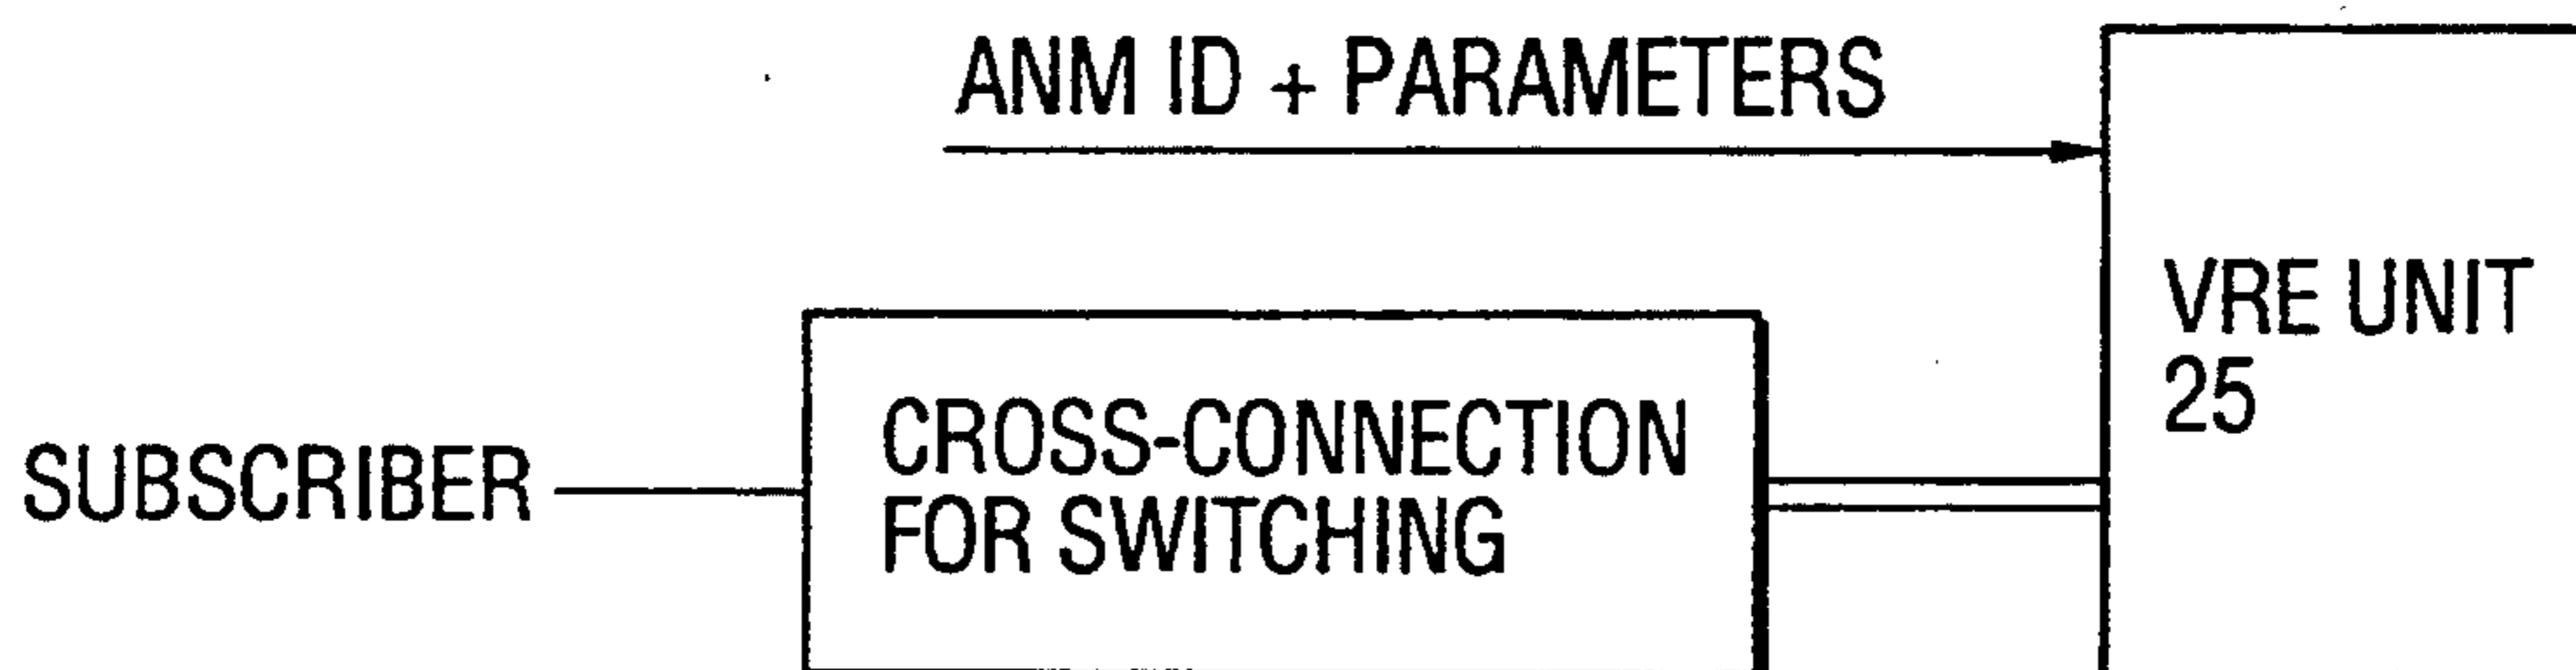 ANM ID + PARAMETERS
VRE UNIT
25
SUBSCRIBER
CROSS-CONNECTION
FOR SWITCHING